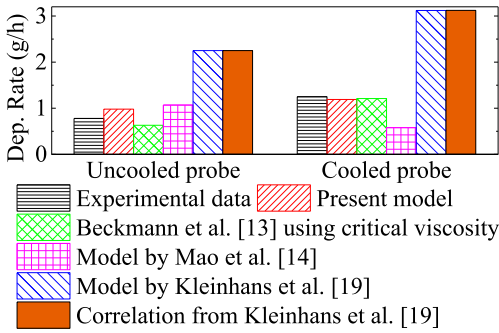 Dep. Rate (g/h)
3
2
1
0
Uncooled probe Cooled probe
Experimental data Present model
Beckmann et al. [13] using critical viscosity
Model by Mao et al. [14]
Model by Kleinhans et al. [19]
Correlation from Kleinhans et al. [19]